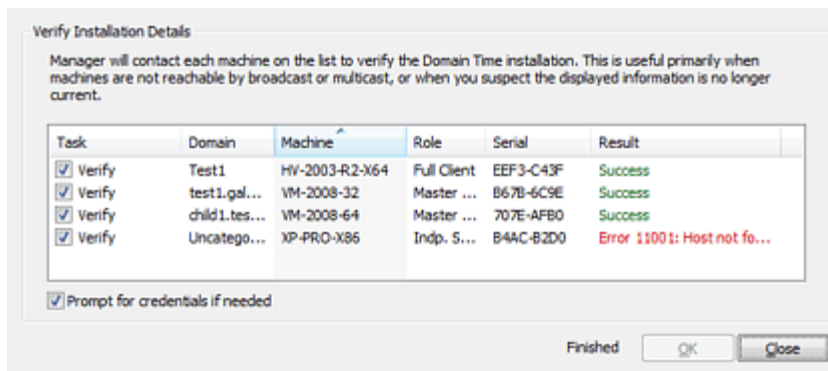 Verify Installation Details
Manager will contact each machine on the list to verify the Domain Time installation. This is useful primarily when
machines are not reachable by broadcast or multicast, or when you suspect the displayed information is no longer
current.
Task Domain Machine Role Serial Result
Verify Test1 HV-2003-R2-X64 Full Client EEF3-C43F Success
Verify test1.gal... VM-2008-32 Master ... B67B-6C9E Success
Verify child1.tes... VM-2008-64 Master ... 707E-AFB0 Success
Verify Uncatego... XP-PRO-X86 Indp. S... B4AC-B2D0 Error 11001: Host not fo...
Prompt for credentials if needed
Finished OK Close